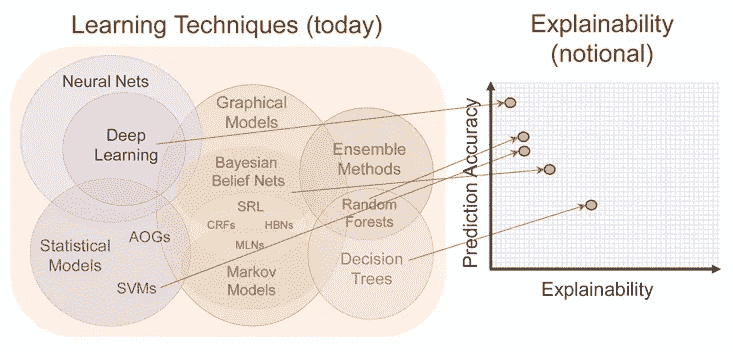 Learning Techniques (today)
Neural Nets
Deep
Learning
Graphical
Models
Bayesian
Belief Nets
SRL
CRFs
HBNs
MLNs
Markov
Models
Ensemble
Methods
Random
Forests
Decision
Trees
Statistical
Models
AOGs
SVMs
Explainability
(notional)
Prediction Accuracy
Explainability